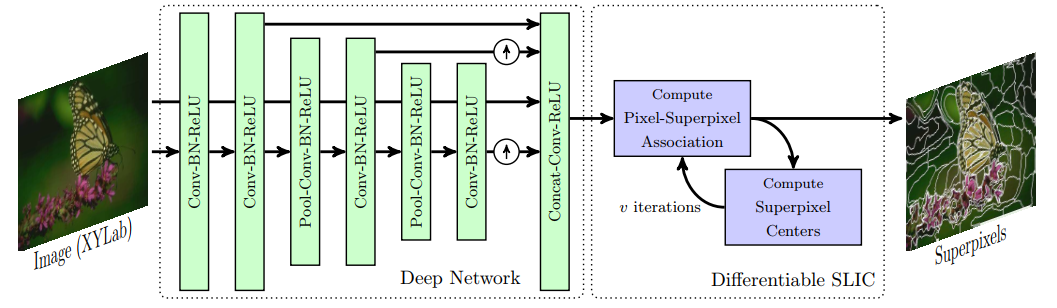 Image (XYLab)
Conv-BN-ReLU
Conv-BN-ReLU
Pool-Conv-BN-ReLU
Conv-BN-ReLU
Pool-Conv-BN-ReLU
Conv-BN-ReLU
Concat-Conv-ReLU
Deep Network
Compute
Pixel-Superpixel
Association
Compute
Superpixel
Centers
v iterations
Differentiable SLIC
Superpixels